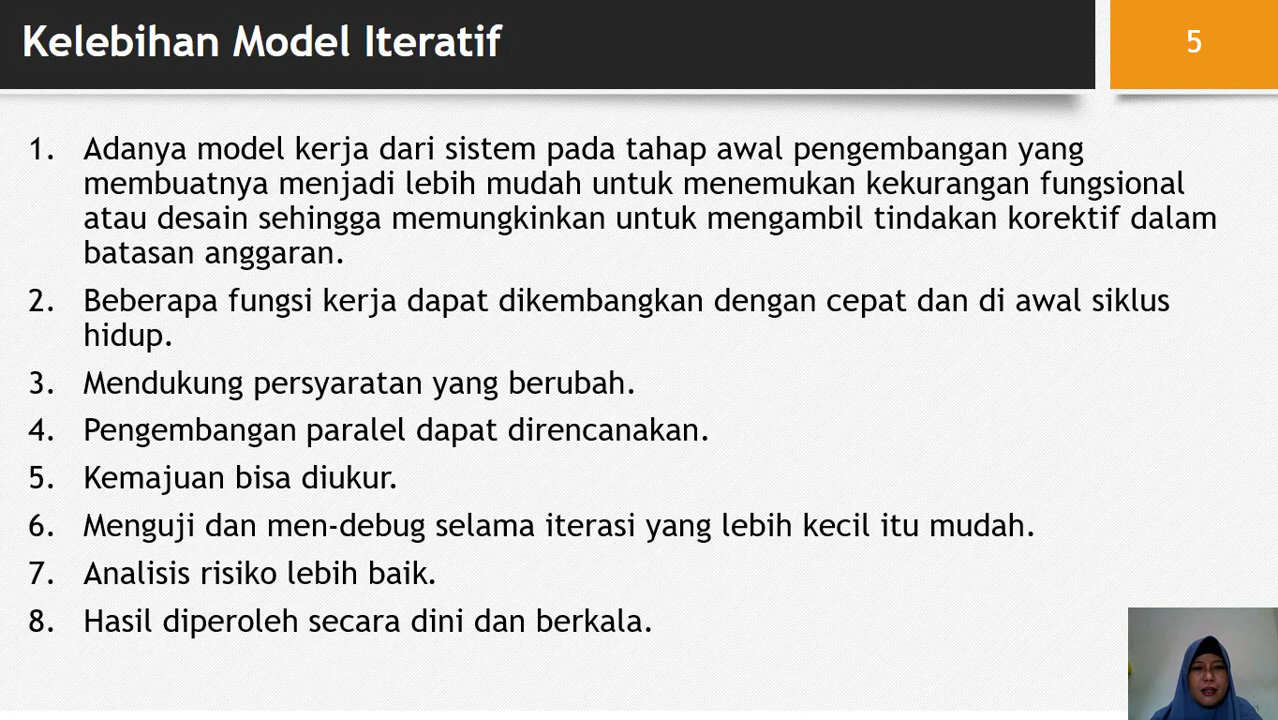 Kelebihan Model Iteratif
5
1. Adanya model kerja dari sistem pada tahap awal pengembangan yang
membuatnya menjadi lebih mudah untuk menemukan kekurangan fungsional
atau desain sehingga memungkinkan untuk mengambil tindakan korektif dalam
batasan anggaran.
2. Beberapa fungsi kerja dapat dikembangkan dengan cepat dan di awal siklus
hidup.
3. Mendukung persyaratan yang berubah.
4. Pengembangan paralel dapat direncanakan.
5. Kemajuan bisa diukur.
6. Menguji dan men-debug selama iterasi yang lebih kecil itu mudah.
7. Analisis risiko lebih baik.
8. Hasil diperoleh secara dini dan berkala.